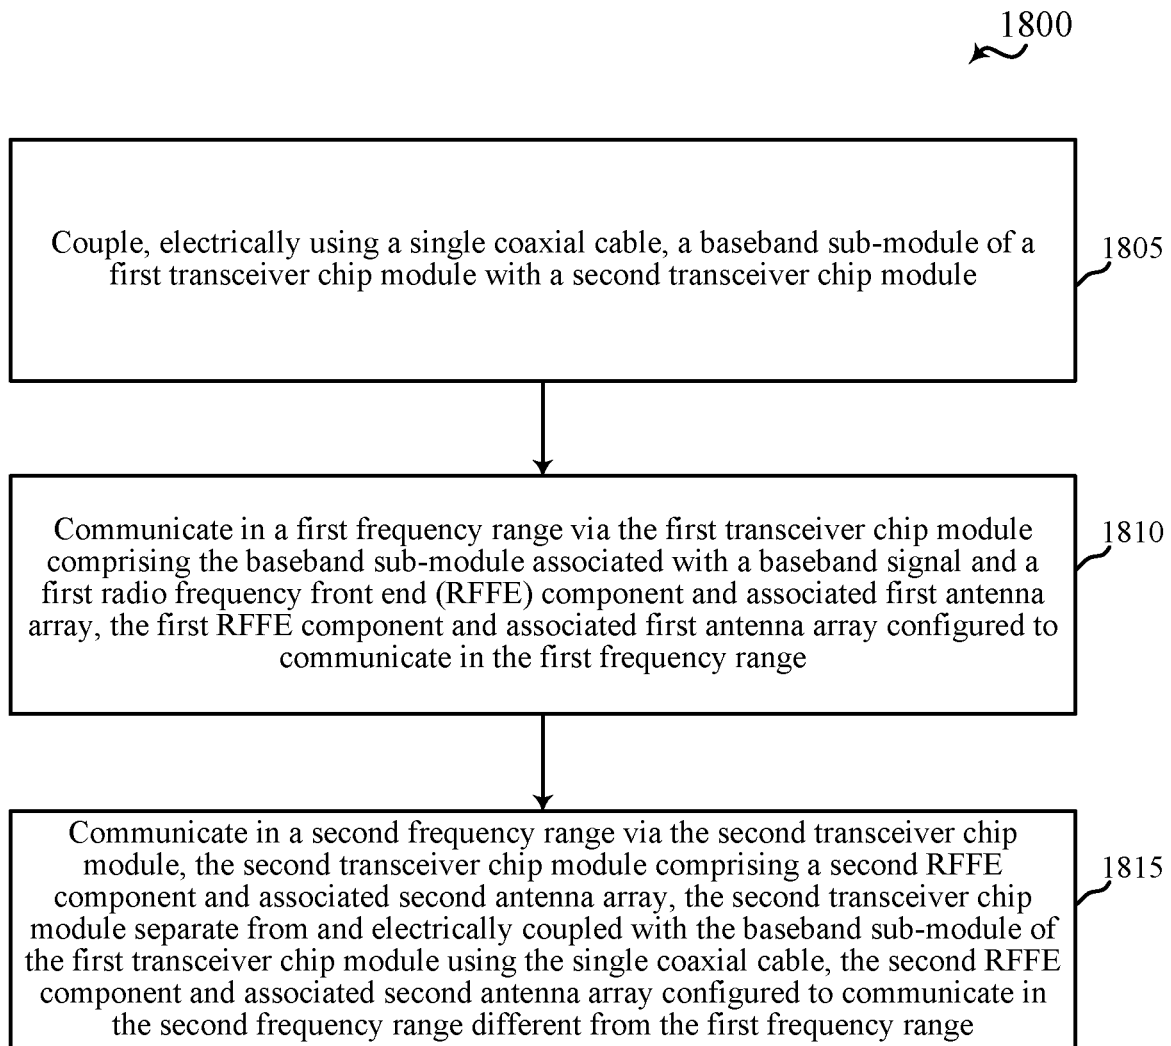 1800
Couple, electrically using a single coaxial cable, a baseband sub-module of a
first transceiver chip module with a second transceiver chip module
1805
Communicate in a first frequency range via the first transceiver chip module
comprising the baseband sub-module associated with a baseband signal and a
first radio frequency front end (RFFE) component and associated first antenna
array, the first RFFE component and associated first antenna array configured to
communicate in the first frequency range
1810
Communicate in a second frequency range via the second transceiver chip
module, the second transceiver chip module comprising a second RFFE
component and associated second antenna array, the second transceiver chip
module separate from and electrically coupled with the baseband sub-module of
the first transceiver chip module using the single coaxial cable, the second RFFE
component and associated second antenna array configured to communicate in
the second frequency range different from the first frequency range
1815